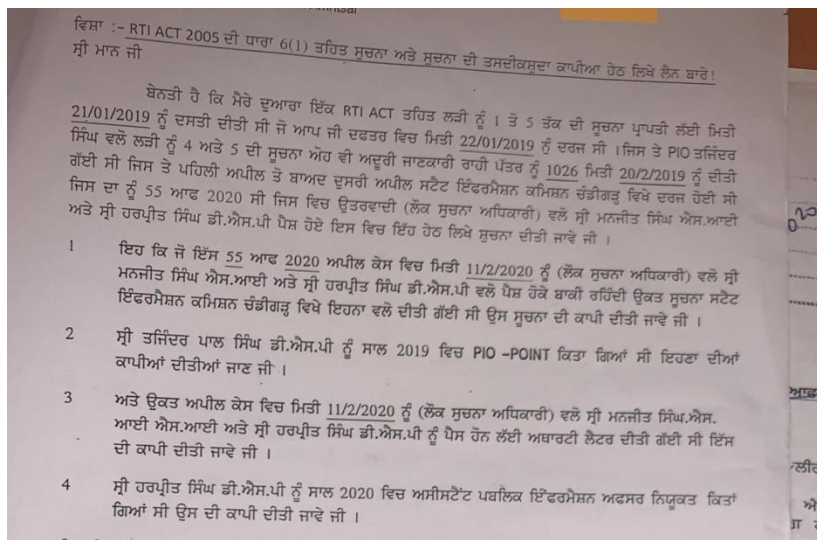 ਵਿਸ਼ਾ :- RTI ACT 2005 ਦੀ ਧਾਰਾ 6(1) ਤਹਿਤ ਸੂਚਨਾ ਅਤੇ ਸੂਚਨਾ ਦੀ ਤਸਦੀਕਸੁਦਾ ਕਾਪੀਆ ਹੇਠ ਲਿਖੇ ਲੈਨ ਬਾਰੇ!
ਸ੍ਰੀ ਮਾਨ ਜੀ
ਬੇਨਤੀ ਹੈ ਕਿ ਮੈਰੇ ਦੁਆਰਾ ਇੱਕ RTI ACT ਤਹਿਤ ਲੜੀ ਨੂੰ 1 ਤੋ 5 ਤੱਕ ਦੀ ਸੂਚਨਾ ਪ੍ਰਾਪਤੀ ਲਈ ਮਿਤੀ
21/01/2019 ਨੂੰ ਦਸਤੀ ਦੀਤੀ ਸੀ ਜੋ ਆਪ ਜੀ ਦਫਤਰ ਵਿਚ ਮਿਤੀ 22/01/2019 ਨੂੰ ਦਰਜ ਸੀ ।ਜਿਸ ਤੇ PIO ਤਜਿੰਦਰ
ਸਿੰਘ ਵਲੋ ਲੜੀ ਨੂੰ 4 ਅਤੇ 5 ਦੀ ਸੂਚਨਾ ਔਹ ਵੀ ਅਦੂਰੀ ਜਾਣਕਾਰੀ ਰਾਹੀ ਪੱਤਰ ਨੂੰ 1026 ਮਿਤੀ 20/2/2019 ਨੂੰ ਦੀਤੀ
ਗੱਈ ਸੀ ਜਿਸ ਤੇ ਪਹਿਲੀ ਅਪੀਲ ਤੋ ਬਾਅਦ ਦੁਸਰੀ ਅਪੀਲ ਸਟੈਟ ਇੰਫਰਮੈਸ਼ਨ ਕਮਿਸ਼ਨ ਚੰਡੀਗੜ੍ਹ ਵਿਖੇ ਦਰਜ ਹੋਈ ਸੀ
ਜਿਸ ਦਾ ਨੂੰ 55 ਆਫ 2020 ਸੀ ਜਿਸ ਵਿਚ ਉਤਰਵਾਦੀ (ਲੌਕ ਸੁਚਨਾ ਅਧਿਕਾਰੀ) ਵਲੋ ਸ੍ਰੀ ਮਨਜੀਤ ਸਿੰਘ ਐਸ.ਆਈ
ਅਤੇ ਸ੍ਰੀ ਹਰਪ੍ਰੀਤ ਸਿੰਘ ਡੀ.ਐਸ.ਪੀ ਪੈਸ਼ ਹੋਏ ਇਸ ਵਿਚ ਇੱਹ ਹੇਠ ਲਿਖੇ ਸੁਚਨਾ ਦੀਤੀ ਜਾਵੇ ਜੀ ।
1 ਇਹ ਕਿ ਜੋ ਇੱਸ 55 ਆਫ 2020 ਅਪੀਲ ਕੇਸ ਵਿਚ ਮਿਤੀ 11/2/2020 ਨੂੰ (ਲੌਕ ਸੁਚਨਾ ਅਧਿਕਾਰੀ) ਵਲੋ ਸ੍ਰੀ
ਮਨਜੀਤ ਸਿੰਘ ਐਸ.ਆਈ ਅਤੇ ਸ੍ਰੀ ਹਰਪ੍ਰੀਤ ਸਿੰਘ ਡੀ.ਐਸ.ਪੀ ਵਲੋ ਪੈਸ਼ ਹੋਕੇ ਬਾਕੀ ਰਹਿੰਦੀ ਉਕਤ ਸੂਚਨਾ ਸਟੈਟ
ਇੰਫਰਮੈਸ਼ਨ ਕਮਿਸ਼ਨ ਚੰਡੀਗੜ੍ਹ ਵਿਖੇ ਇਹਨਾ ਵਲੋ ਦੀਤੀ ਗੱਈ ਸੀ ਉਸ ਸੂਚਨਾ ਦੀ ਕਾਪੀ ਦੀਤੀ ਜਾਵੇ ਜੀ ।
2 ਸ੍ਰੀ ਤਜਿੰਦਰ ਪਾਲ ਸਿੰਘ ਡੀ.ਐਸ.ਪੀ ਨੂੰ ਸਾਲ 2019 ਵਿਚ PIO –POINT ਕਿਤਾ ਗਿਆਂ ਸੀ ਇਹਣਾ ਦੀਆਂ
ਕਾਪੀਆਂ ਦੀਤੀਆਂ ਜਾਣ ਜੀ ।
3 ਅਤੇ ਉਕਤ ਅਪੀਲ ਕੇਸ ਵਿਚ ਮਿਤੀ 11/2/2020 ਨੂੰ (ਲੌਕ ਸੁਚਨਾ ਅਧਿਕਾਰੀ) ਵਲੋ ਸ੍ਰੀ ਮਨਜੀਤ ਸਿੰਘ.ਐਸ.
ਆਈ ਐਸ.ਆਈ ਅਤੇ ਸ੍ਰੀ ਹਰਪ੍ਰੀਤ ਸਿੰਘ ਡੀ.ਐਸ.ਪੀ ਨੂੰ ਪੈਸ ਹੋਨ ਲੱਈ ਅਥਾਰਟੀ ਲੈਟਰ ਦੀਤੀ ਗੱਈ ਸੀ ਇੱਸ
ਦੀ ਕਾਪੀ ਦੀਤੀ ਜਾਵੇ ਜੀ ।
4 ਸ੍ਰੀ ਹਰਪ੍ਰੀਤ ਸਿੰਘ ਡੀ.ਐਸ.ਪੀ ਨੂੰ ਸਾਲ 2020 ਵਿਚ ਅਸੀਸਟੈਂਟ ਪਬਲਿਕ ਇੰਫਰਮੈਸ਼ਨ ਅਫਸਰ ਨਿਯੂਕਤ ਕਿਤਾਂ
ਗਿਆਂ ਸੀ ਉਸ ਦੀ ਕਾਪੀ ਦੀਤੀ ਜਾਵੇ ਜੀ ।